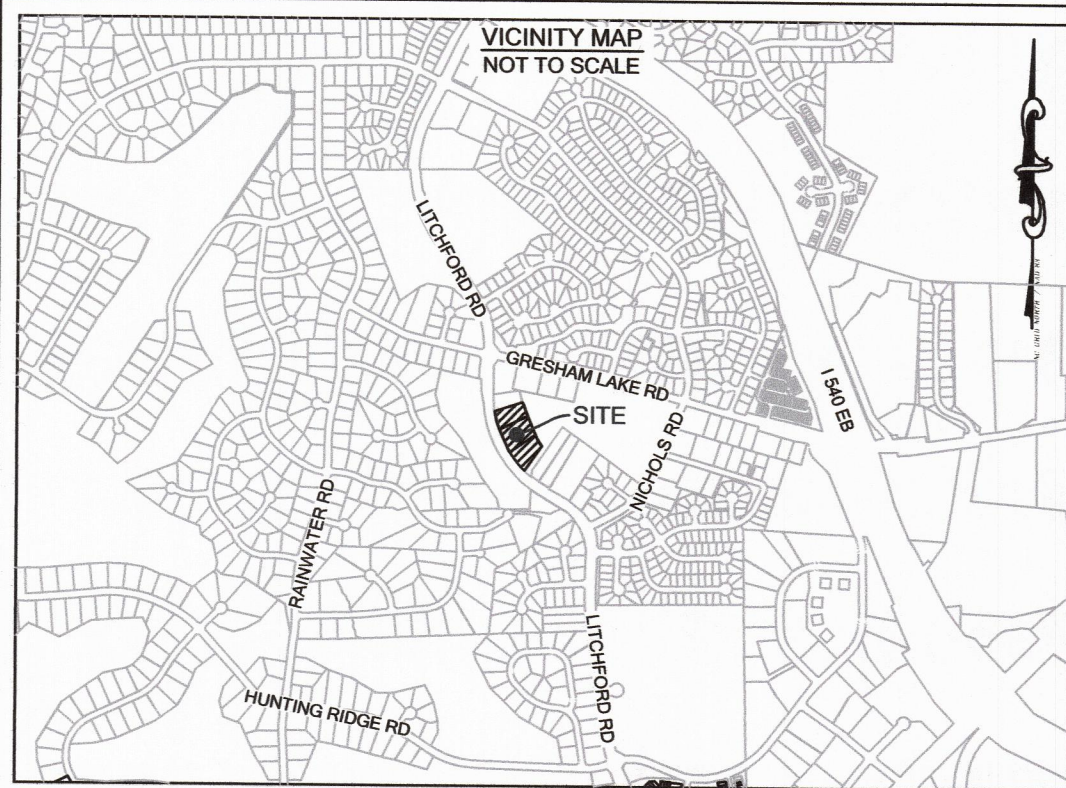 VICINITY MAP
NOT TO SCALE
LITCHFORD RD
GRESHAM LAKE RD
I 540 EB
SITE
NICHOLS RD
RAINWATER RD
LITCHFORD RD
HUNTING RIDGE RD